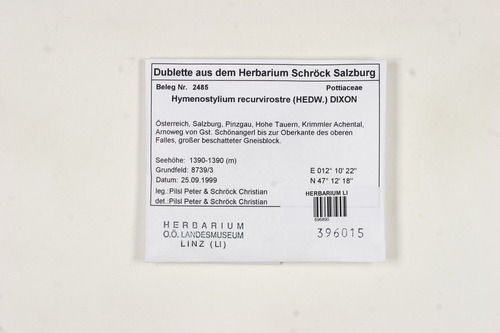 Dublette aus dem Herbarium Schröck Salzburg
Beleg Nr. 2485 Pottiaceae
Hymenostylium recurvirostre (HEDW.) DIXON
Österreich, Salzburg, Pinzgau, Hohe Tauern, Krimmler Achental,
Arnoweg von Gst. Schönangerl bis zur Oberkante des oberen
Falles, großer beschatteter Gneisblock.
Seehöhe: 1390-1390 (m)
Grundfeld: 8739/3 E 012° 10' 22"
Datum: 25.09.1999 N 47° 12' 18"
leg.:Pilsl Peter & Schröck Christian
det.:Pilsl Peter & Schröck Christian
HERBARIUM LI
HERBARIUM
O.Ö. LANDESMUSEUM
LINZ (LI)
396015